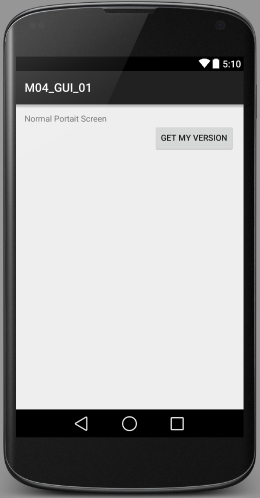 5:10
M04_GUI_01
Normal Portait Screen
GET MY VERSION